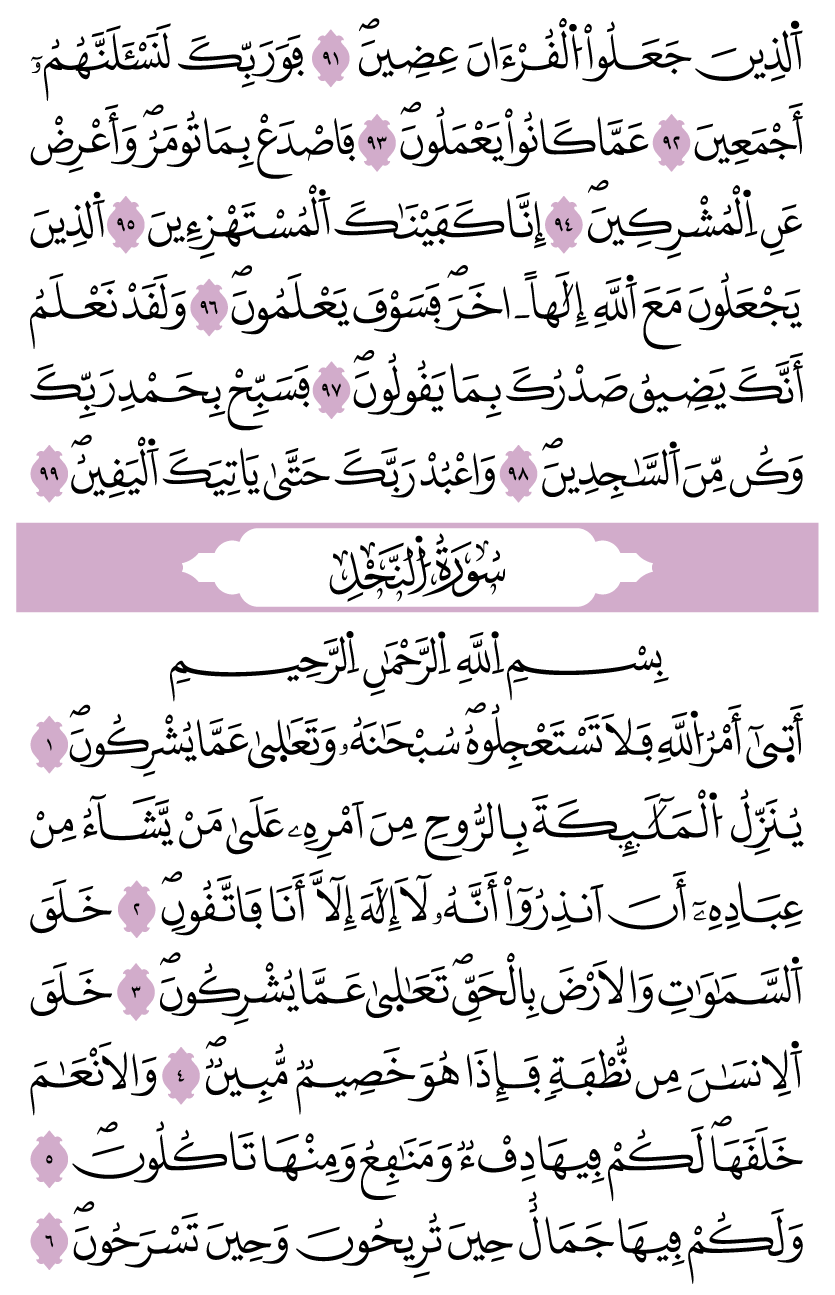 اَ۬لذِينَ جَعَلُواْ اُ۬لْقُرْءَانَ عِضِينَۖ ٩١ فَوَرَبِّكَ لَنَسْـَٔلَنَّهُمُۥٓ
أَجْمَعِينَ ٩٢ عَمَّا كَانُواْ يَعْمَلُونَۖ ٩٣ فَاصْدَعْ بِمَا تُومَرُۖ وَأَعْرِضْ
عَنِ اِ۬لْمُشْرِكِينَۖ ٩٤ إِنَّا كَفَيْنَٰكَ اَ۬لْمُسْتَهْزِءِينَ ٩٥ اَ۬لذِينَ
يَجْعَلُونَ مَعَ اَ۬للَّهِ إِلَٰهاً ـ اخَرَۖ فَسَوْفَ يَعْلَمُونَۖ ٩٦ وَلَقَدْ نَعْلَمُ
أَنَّكَ يَضِيقُ صَدْرُكَ بِمَا يَقُولُونَۖ ٩٧ فَسَبِّحْ بِحَمْدِ رَبِّكَ
وَكُن مِّنَ اَ۬لسَّٰجِدِينَۖ ٩٨ وَاعْبُدْ رَبَّكَ حَتَّىٰ يَاتِيَكَ اَ۬لْيَقِينُۖ ٩٩
سُورَةُ اُ۬لنَّحْلِ
بِسْمِ اِ۬للَّهِ اِ۬لرَّحْمَٰنِ اِ۬لرَّحِيمِ
أَت۪ىٰٓ أَمْرُ اُ۬للَّهِ فَلَا تَسْتَعْجِلُوهُۖ سُبْحَٰنَهُۥ وَتَعَٰل۪ىٰ عَمَّا يُشْرِكُونَۖ ١
يُنَزِّلُ اُ۬لْمَلَٰٓئِكَةَ بِالرُّوحِ مِنَ اَمْرِهِۦ عَلَىٰ مَنْ يَّشَآءُ مِنْ
عِبَادِهِۦٓ أَنَ اَنذِرُوٓاْ أَنَّهُۥ لَآ إِلَٰهَ إِلَّآ أَنَا فَاتَّقُونِۖ ٢ خَلَقَ
اَ۬لسَّمَٰوَٰتِ وَالَارْضَ بِالْحَقِّۖ تَعَٰل۪ىٰ عَمَّا يُشْرِكُونَۖ ٣ خَلَقَ
اَ۬لِانسَٰنَ مِن نُّطْفَةٖ فَإِذَا هُوَ خَصِيمٞ مُّبِينٞۖ ٤ وَالَانْعَٰمَ
خَلَقَهَاۖ لَكُمْ فِيهَا دِفْءٞ وَمَنَٰفِعُ وَمِنْهَا تَاكُلُونَۖ ٥
وَلَكُمْ فِيهَا جَمَالٌ حِينَ تُرِيحُونَ وَحِينَ تَسْرَحُونَۖ ٦